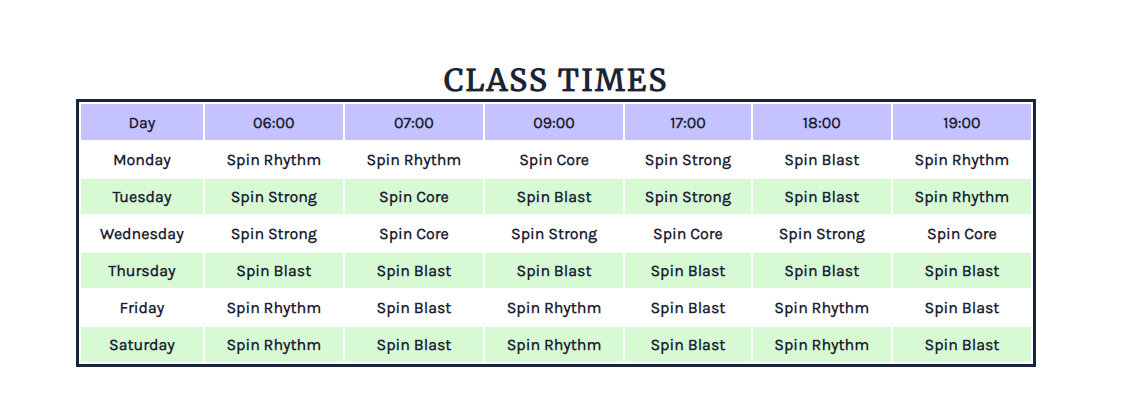 CLASS TIMES
Day 06:00 07:00 09:00 17:00 18:00 19:00
Monday Spin Rhythm Spin Rhythm Spin Core Spin Strong Spin Blast Spin Rhythm
Tuesday Spin Strong Spin Core Spin Blast Spin Strong Spin Blast Spin Rhythm
Wednesday Spin Strong Spin Core Spin Strong Spin Core Spin Strong Spin Core
Thursday Spin Blast Spin Blast Spin Blast Spin Blast Spin Blast Spin Blast
Friday Spin Rhythm Spin Blast Spin Rhythm Spin Blast Spin Rhythm Spin Blast
Saturday Spin Rhythm Spin Blast Spin Rhythm Spin Blast Spin Rhythm Spin Blast